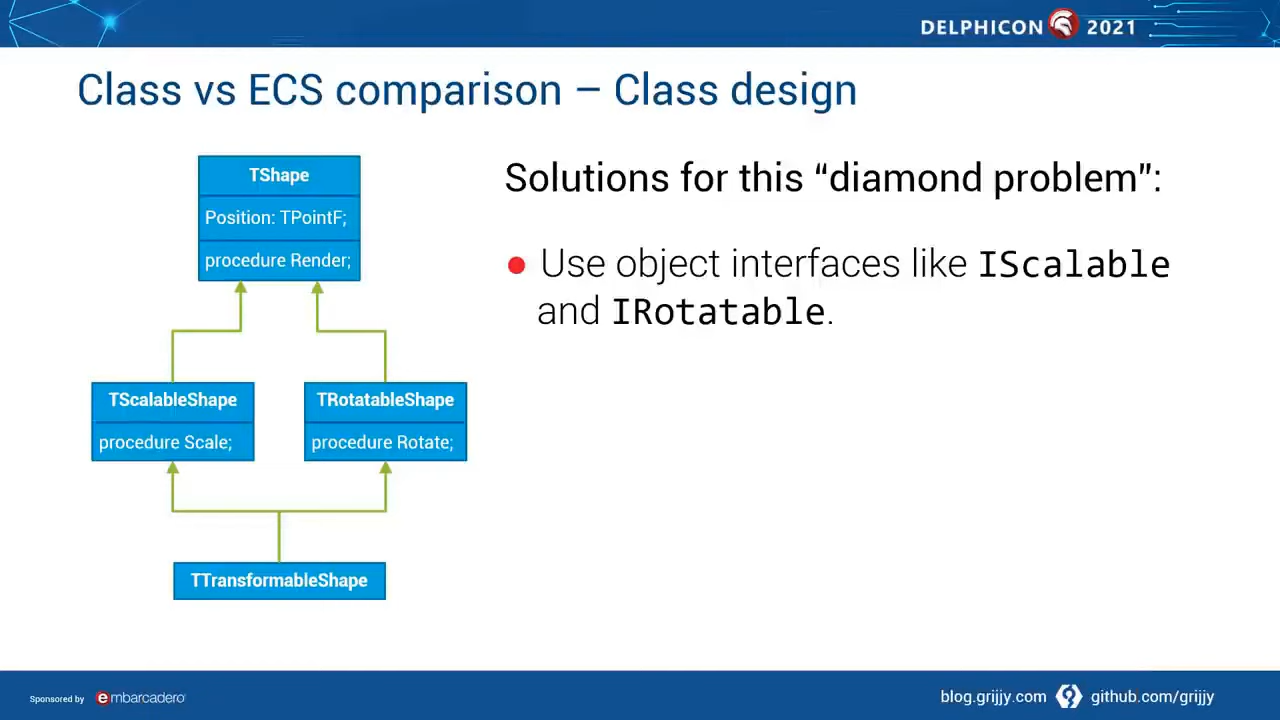 DELPHICON 2021
Class vs ECS comparison – Class design
TShape
Position: TPointF;
procedure Render;
TScalableShape
procedure Scale;
TRotatableShape
procedure Rotate;
TTransformableShape
Solutions for this “diamond problem”:
● Use object interfaces like IScalable
and IRotatable.
Sponsored by embarcadero
blog.grijjy.com github.com/grijjy